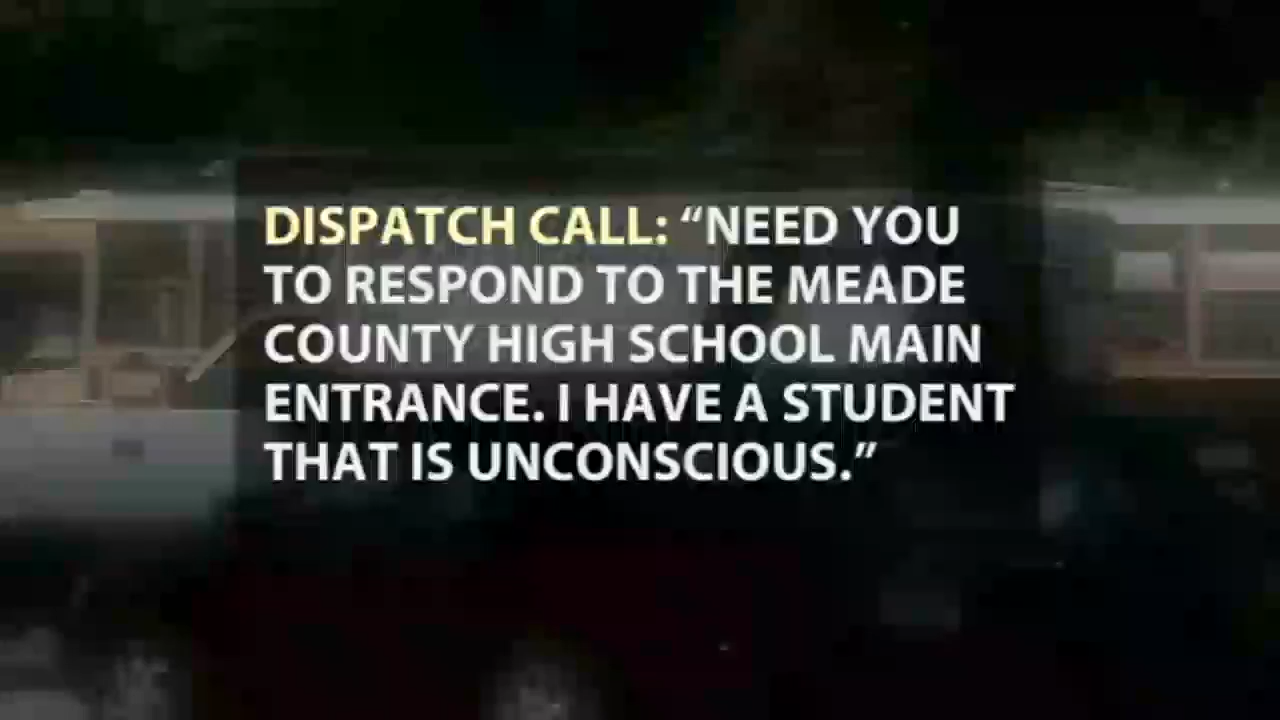 DISPATCH CALL: “NEED YOU
TO RESPOND TO THE MEADE
COUNTY HIGH SCHOOL MAIN
ENTRANCE. I HAVE A STUDENT
THAT IS UNCONSCIOUS.”